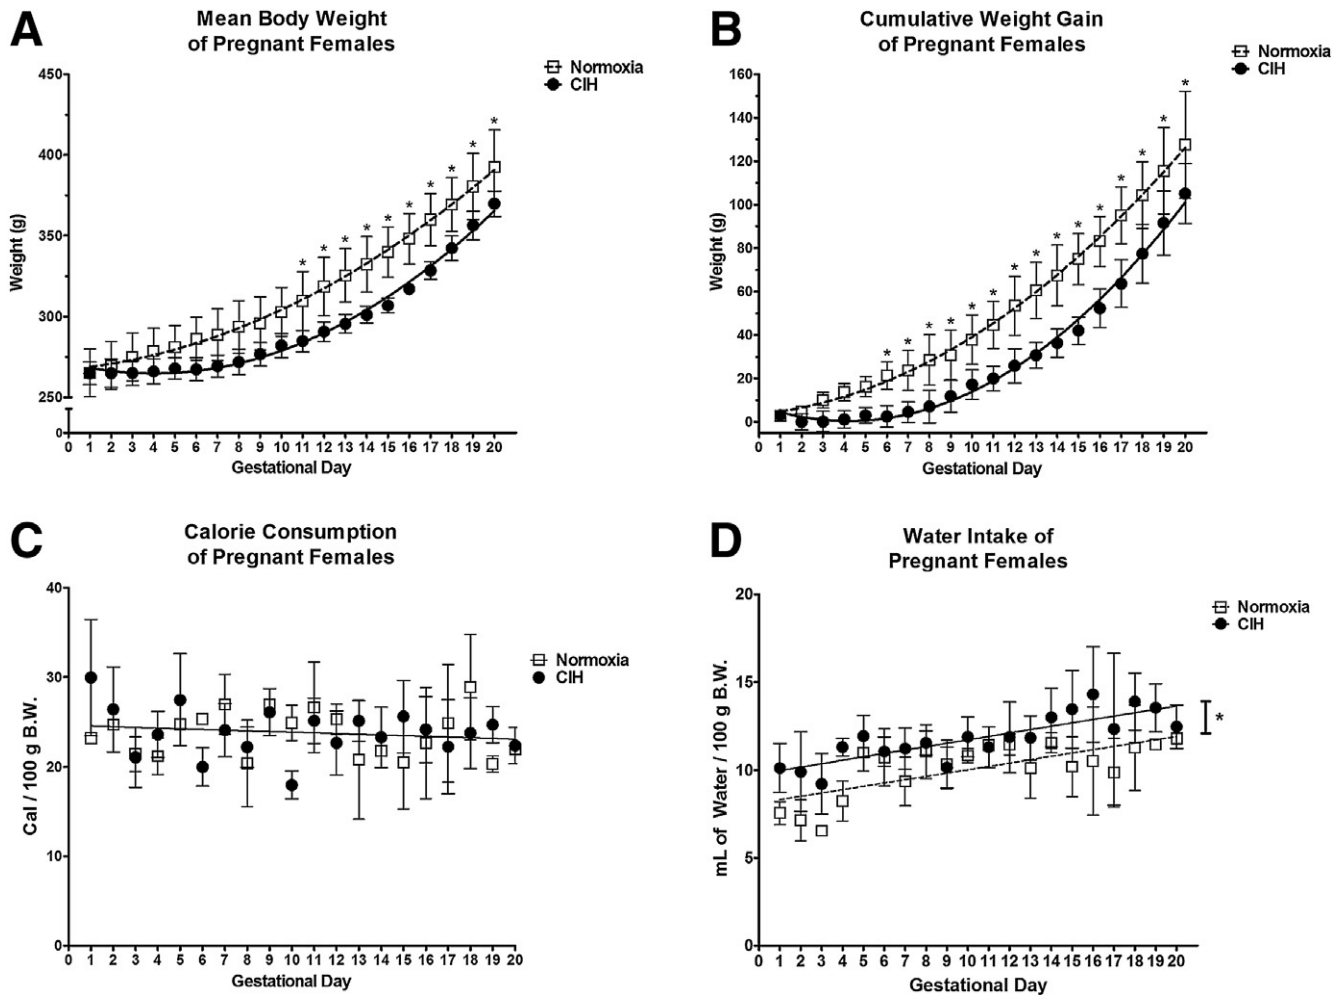 A
Mean Body Weight
of Pregnant Females
Normoxia
CIH
Weight (g)
450
400
350
300
250
0
* * * * * * * * * *
0 1 2 3 4 5 6 7 8 9 10 11 12 13 14 15 16 17 18 19 20
Gestational Day
B
Cumulative Weight Gain
of Pregnant Females
Normoxia
CIH
Weight (g)
160
140
120
100
80
60
40
20
0
* * * * * * * * * * * * * * *
0 1 2 3 4 5 6 7 8 9 10 11 12 13 14 15 16 17 18 19 20
Gestational Day
C
Calorie Consumption
of Pregnant Females
Normoxia
CIH
Cal / 100 g B.W.
40
30
20
10
0
0 1 2 3 4 5 6 7 8 9 10 11 12 13 14 15 16 17 18 19 20
Gestational Day
D
Water Intake of
Pregnant Females
Normoxia
CIH
mL of Water / 100 g B.W.
20
15
10
5
0
*
0 1 2 3 4 5 6 7 8 9 10 11 12 13 14 15 16 17 18 19 20
Gestational Day